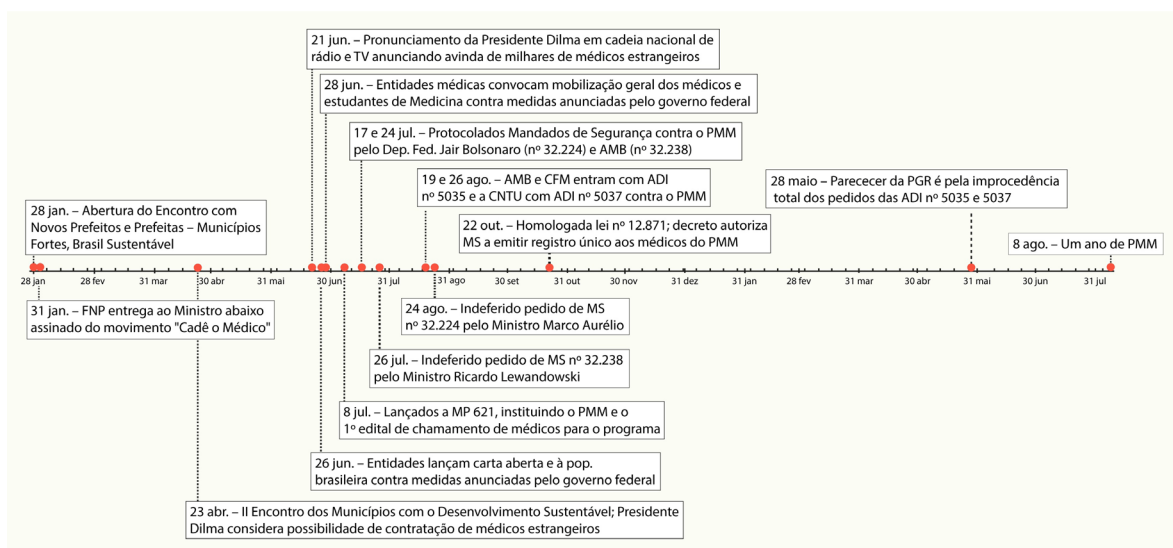 21 jun. – Pronunciamento da Presidente Dilma em cadeia nacional de
rádio e TV anunciando avinda de milhares de médicos estrangeiros
28 jun. – Entidades médicas convocam mobilização geral dos médicos e
estudantes de Medicina contra medidas anunciadas pelo governo federal
17 e 24 jul. – Protocolados Mandados de Segurança contra o PMM
pelo Dep. Fed. Jair Bolsonaro (nº 32.224) e AMB (nº 32.238)
19 e 26 ago. – AMB e CFM entram com ADI
nº 5035 e a CNTU com ADI nº 5037 contra o PMM
28 maio – Parececer da PGR é pela improcedência
total dos pedidos das ADI nº 5035 e 5037
28 jan. – Abertura do Encontro com
Novos Prefeitos e Prefeitas – Municípios
Fortes, Brasil Sustentável
22 out. – Homologada lei nº 12.871; decreto autoriza
MS a emitir registro único aos médicos do PMM
8 ago. – Um ano de PMM
28 jan 28 fev 31 mar 30 abr 31 mai 30 jun 31 jul 31 ago 30 set 31 out 30 nov 31 dez 31 jan 28 fev 31 mar 30 abr 31 mai 30 jun 31 jul
31 jan. – FNP entrega ao Ministro abaixo
assinado do movimento "Cadê o Médico"
24 ago. – Indeferido pedido de MS
nº 32.224 pelo Ministro Marco Aurélio
26 jul. – Indeferido pedido de MS nº 32.238
pelo Ministro Ricardo Lewandowski
8 jul. – Lançados a MP 621, instituindo o PMM e o
1º edital de chamamento de médicos para o programa
26 jun. – Entidades lançam carta aberta e à pop.
brasileira contra medidas anunciadas pelo governo federal
23 abr. – II Encontro dos Municípios com o Desenvolvimento Sustentável; Presidente
Dilma considera possibilidade de contratação de médicos estrangeiros